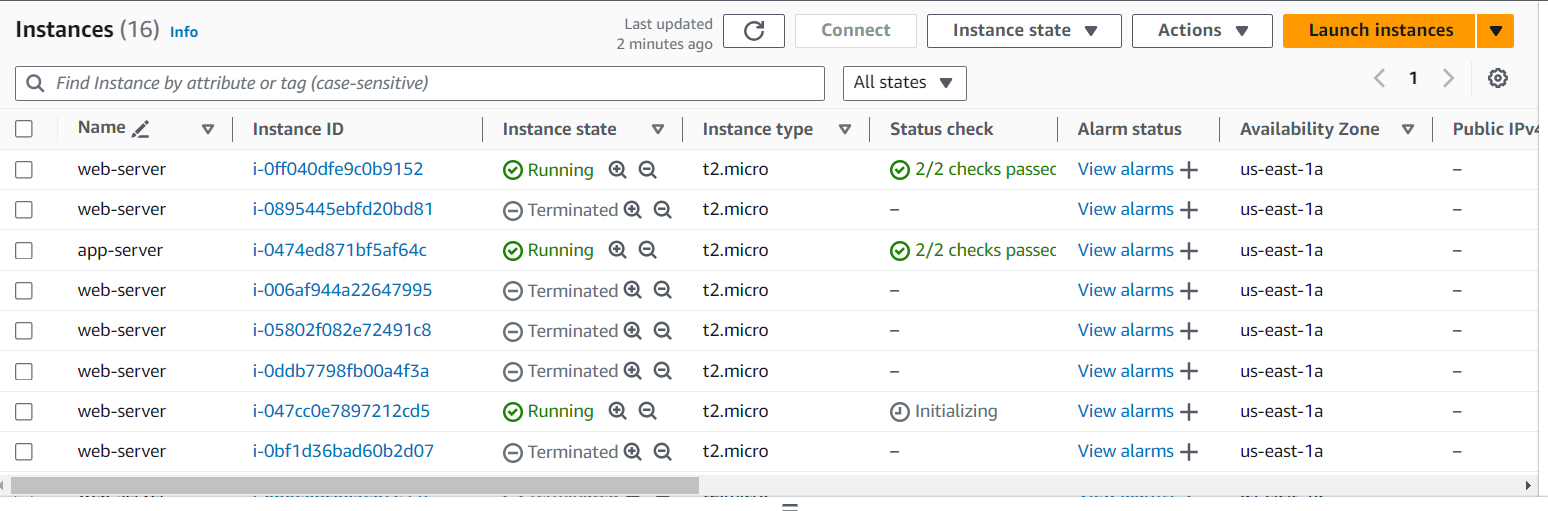 Instances (16) Info
Last updated
2 minutes ago
Connect
Instance state
Actions
Launch instances
Find Instance by attribute or tag (case-sensitive)
All states
1
Name Instance ID Instance state Instance type Status check Alarm status Availability Zone Public IPv4
web-server i-0ff040dfe9c0b9152 Running t2.micro 2/2 checks passed View alarms + us-east-1a –
web-server i-0895445ebfd20bd81 Terminated t2.micro – View alarms + us-east-1a –
app-server i-0474ed871bf5af64c Running t2.micro 2/2 checks passed View alarms + us-east-1a –
web-server i-006af944a22647995 Terminated t2.micro – View alarms + us-east-1a –
web-server i-05802f082e72491c8 Terminated t2.micro – View alarms + us-east-1a –
web-server i-0ddb7798fb00a4f3a Terminated t2.micro – View alarms + us-east-1a –
web-server i-047cc0e7897212cd5 Running t2.micro Initializing View alarms + us-east-1a –
web-server i-0bf1d36bad60b2d07 Terminated t2.micro – View alarms + us-east-1a –